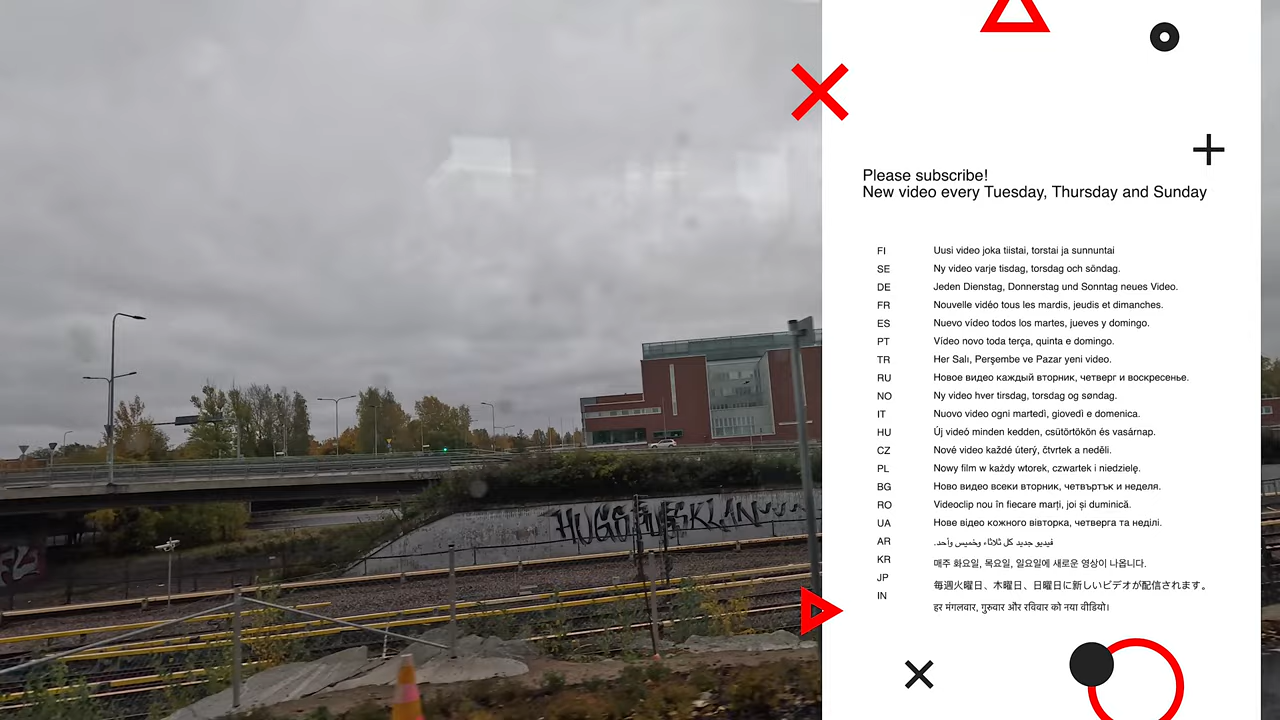 Please subscribe!
New video every Tuesday, Thursday and Sunday
FI Uusi video joka tiistai, torstai ja sunnuntai
SE Ny video varje tisdag, torsdag och söndag.
DE Jeden Dienstag, Donnerstag und Sonntag neues Video.
FR Nouvelle vidéo tous les mardis, jeudis et dimanches.
ES Nuevo vídeo todos los martes, jueves y domingo.
PT Vídeo novo toda terça, quinta e domingo.
TR Her Salı, Perşembe ve Pazar yeni video.
RU Новое видео каждый вторник, четверг и воскресенье.
NO Ny video hver tirsdag, torsdag og søndag.
IT Nuovo video ogni martedì, giovedì e domenica.
HU Új videó minden kedden, csütörtökön és vasárnap.
CZ Nové video každé úterý, čtvrtek a neděli.
PL Nowy film w każdy wtorek, czwartek i niedzielę.
BG Ново видео всеки вторник, четвъртък и неделя.
RO Videoclip nou în fiecare marți, joi și duminică.
UA Нове відео кожного вівторка, четверга та неділі.
AR فيديو جديد كل ثلاثاء وخميس وأحد.
KR 매주 화요일, 목요일, 일요일에 새로운 영상이 나옵니다.
JP 毎週火曜日、木曜日、日曜日に新しいビデオが配信されます。
IN हर मंगलवार, गुरुवार और रविवार को नया वीडियो।